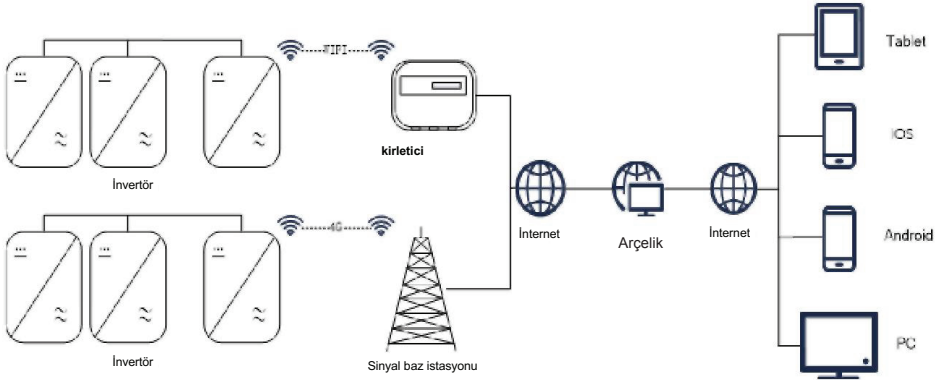 WIFI
kirletici
İnvertör
4G
Sinyal baz istasyonu
İnvertör
İnternet
Arçelik
İnternet
Tablet
iOS
Android
PC